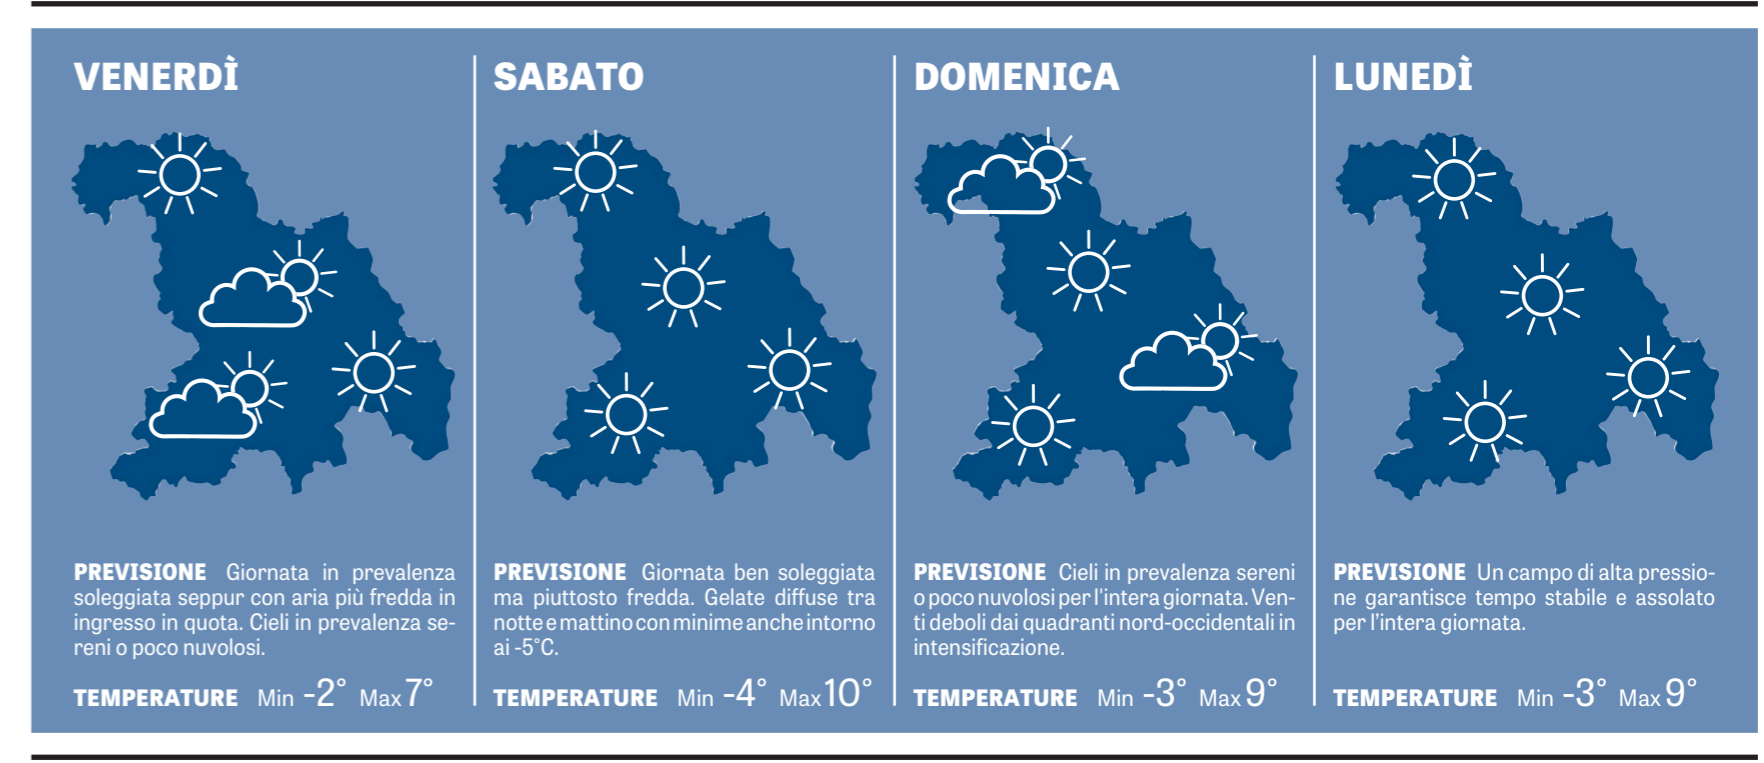 VENERDÌ
PREVISIONE Giornata in prevalenza
soleggiata seppur con aria più fredda in
ingresso in quota. Cieli in prevalenza se-
reni o poco nuvolosi.
TEMPERATURE Min -2° Max 7°
SABATO
PREVISIONE Giornata ben soleggiata
ma piuttosto fredda. Gelate diffuse tra
notte e mattino con minime anche intorno
ai -5°C.
TEMPERATURE Min -4° Max 10°
DOMENICA
PREVISIONE Cieli in prevalenza sereni
o poco nuvolosi per l'intera giornata. Ven-
ti deboli dai quadranti nord-occidentali in
intensificazione.
TEMPERATURE Min -3° Max 9°
LUNEDÌ
PREVISIONE Un campo di alta pressio-
ne garantisce tempo stabile e assolato
per l'intera giornata.
TEMPERATURE Min -3° Max 9°